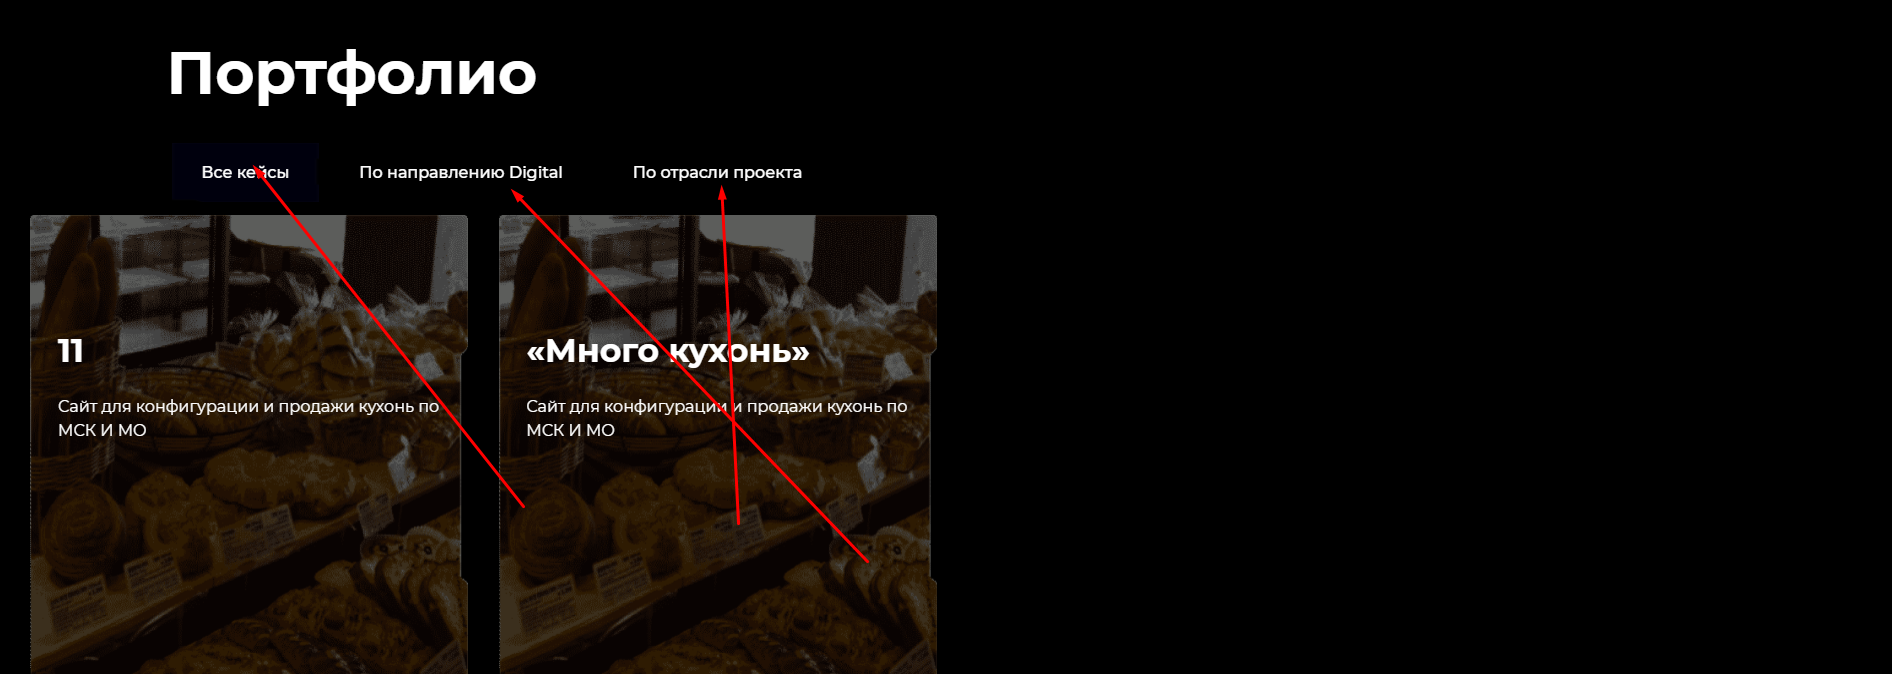 Портфолио
Все кейсы
По направлению Digital
По отрасли проекта
11
Сайт для конфигурации и продажи кухонь по
МСК И МО
«Много кухонь»
Сайт для конфигурации и продажи кухонь по
МСК И МО